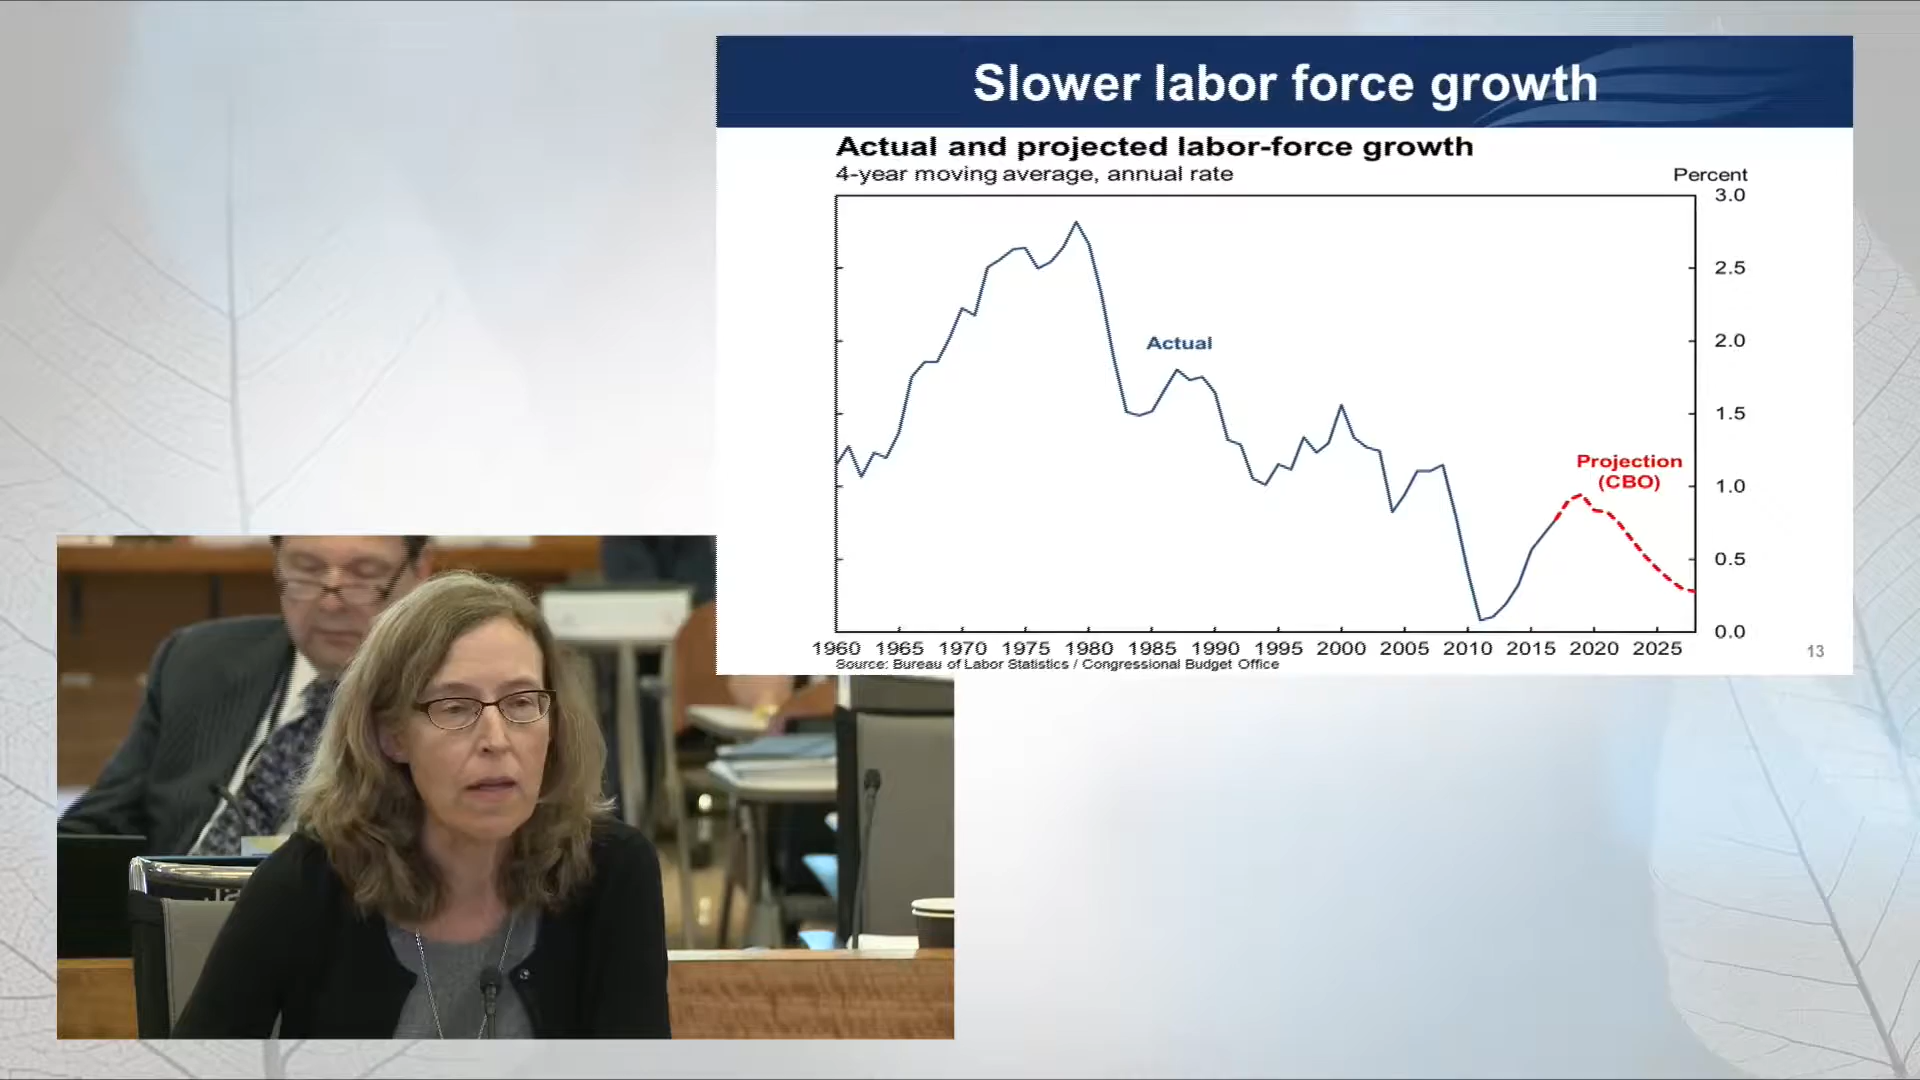 Slower labor force growth
Actual and projected labor-force growth
4-year moving average, annual rate
Percent
3.0
2.5
2.0
1.5
1.0
0.5
0.0
Actual
Projection
(CBO)
1960 1965 1970 1975 1980 1985 1990 1995 2000 2005 2010 2015 2020 2025
Source: Bureau of Labor Statistics / Congressional Budget Office
13